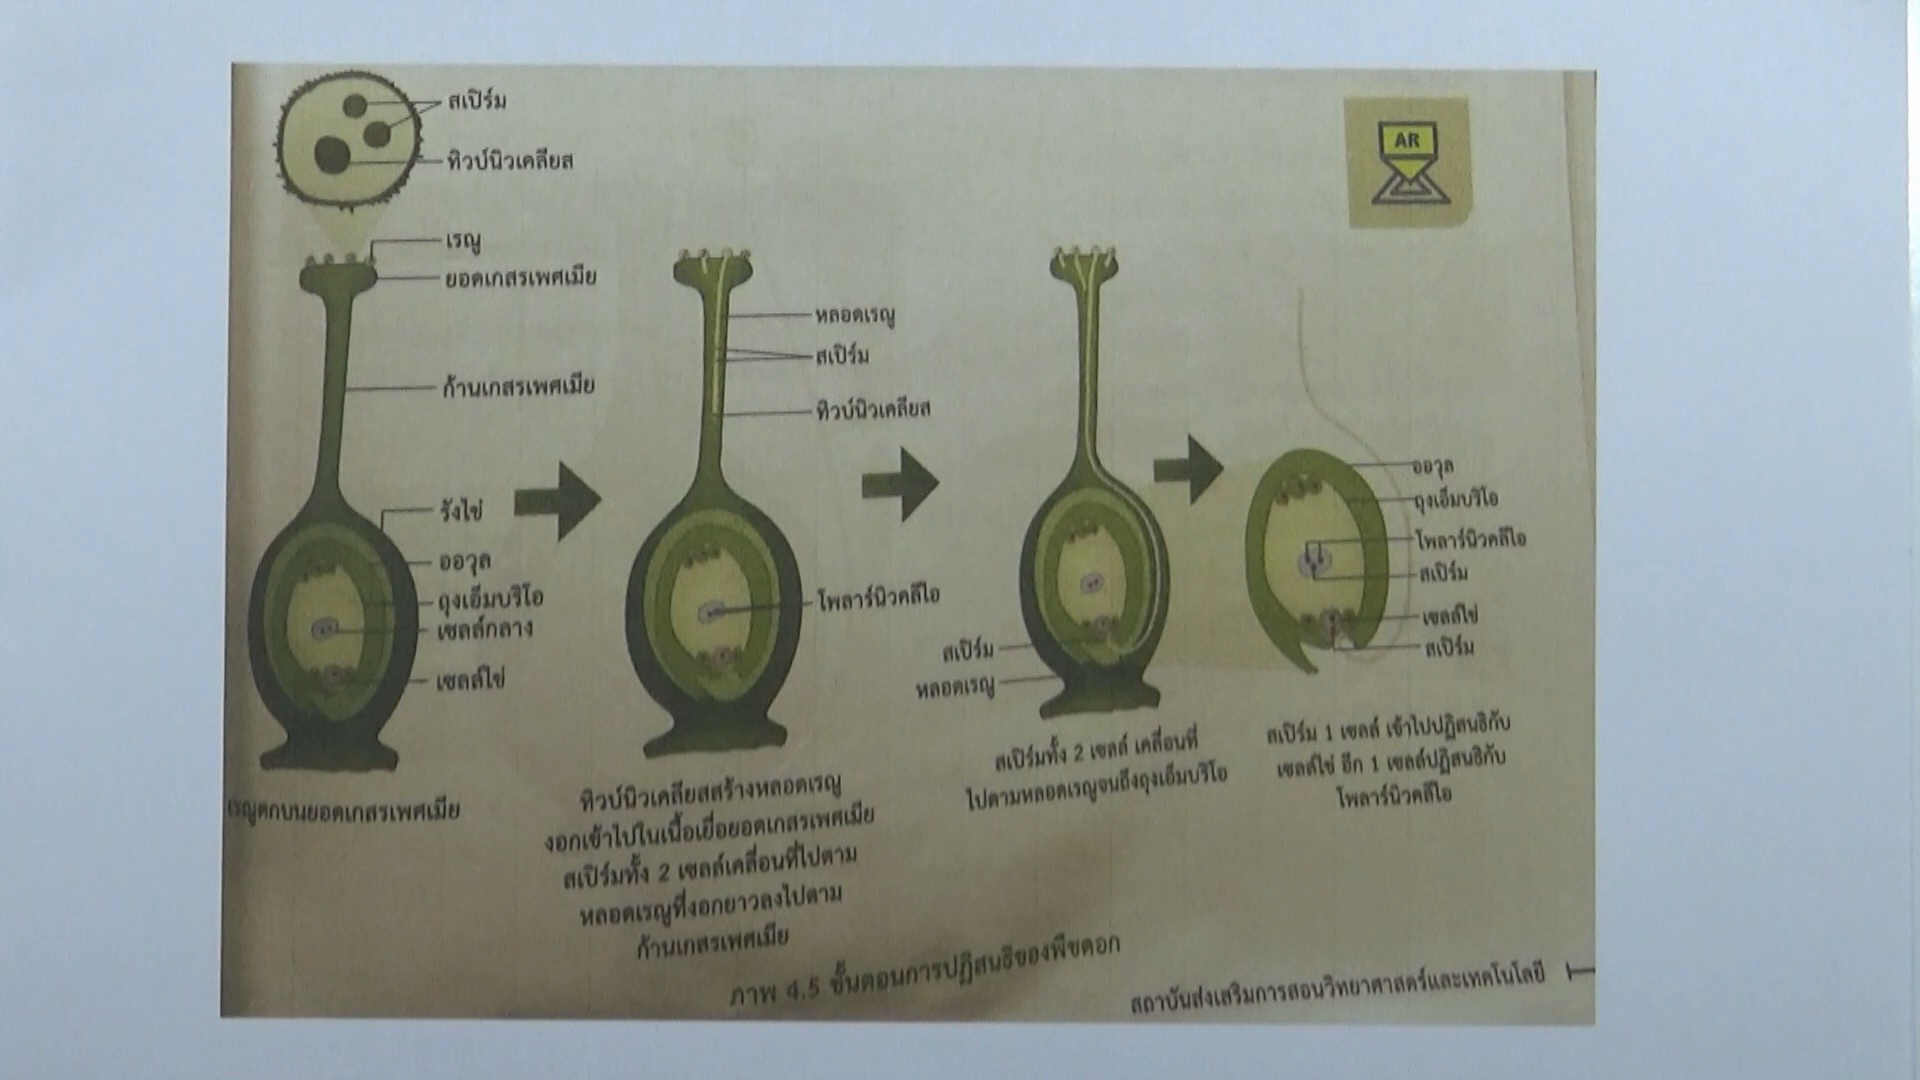 สเปิร์ม
ทิวบ์นิวเคลียส
AR
เรณู
ยอดเกสรเพศเมีย
ก้านเกสรเพศเมีย
รังไข่
ออวุล
ถุงเอ็มบริโอ
เซลล์กลาง
เซลล์ไข่
เรณูตกบนยอดเกสรเพศเมีย
หลอดเรณู
สเปิร์ม
ทิวบ์นิวเคลียส
โพลาร์นิวคลีไอ
ทิวบ์นิวเคลียสสร้างหลอดเรณู
งอกเข้าไปในเนื้อเยื่อยอดเกสรเพศเมีย
สเปิร์มทั้ง 2 เซลล์เคลื่อนที่ไปตาม
หลอดเรณูที่งอกยาวลงไปตาม
ก้านเกสรเพศเมีย
สเปิร์ม
หลอดเรณู
สเปิร์มทั้ง 2 เซลล์ เคลื่อนที่
ไปตามหลอดเรณูจนถึงถุงเอ็มบริโอ
ออวุล
ถุงเอ็มบริโอ
โพลาร์นิวคลีไอ
สเปิร์ม
เซลล์ไข่
สเปิร์ม
สเปิร์ม 1 เซลล์ เข้าไปปฏิสนธิกับ
เซลล์ไข่ อีก 1 เซลล์ปฏิสนธิกับ
โพลาร์นิวคลีไอ
ภาพ 4.5 ขั้นตอนการปฏิสนธิของพืชดอก
สถาบันส่งเสริมการสอนวิทยาศาสตร์และเทคโนโลยี